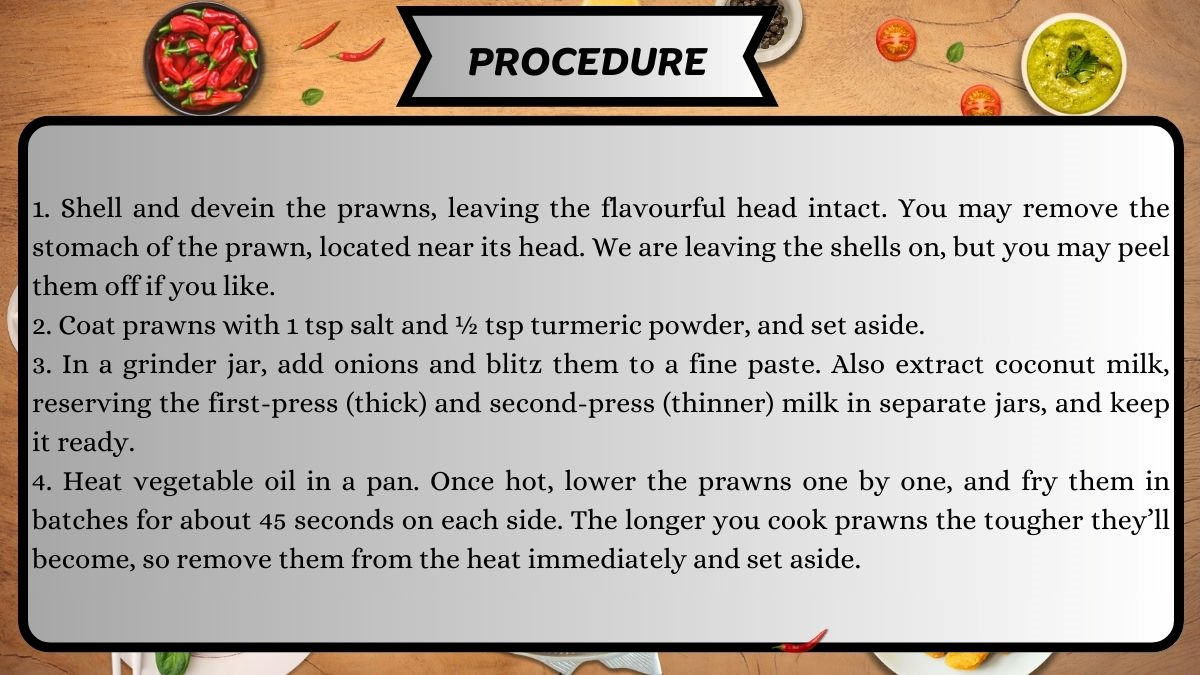 PROCEDURE
1. Shell and devein the prawns, leaving the flavourful head intact. You may remove the
stomach of the prawn, located near its head. We are leaving the shells on, but you may peel
them off if you like.
2. Coat prawns with 1 tsp salt and ½ tsp turmeric powder, and set aside.
3. In a grinder jar, add onions and blitz them to a fine paste. Also extract coconut milk,
reserving the first-press (thick) and second-press (thinner) milk in separate jars, and keep
it ready.
4. Heat vegetable oil in a pan. Once hot, lower the prawns one by one, and fry them in
batches for about 45 seconds on each side. The longer you cook prawns the tougher they’ll
become, so remove them from the heat immediately and set aside.